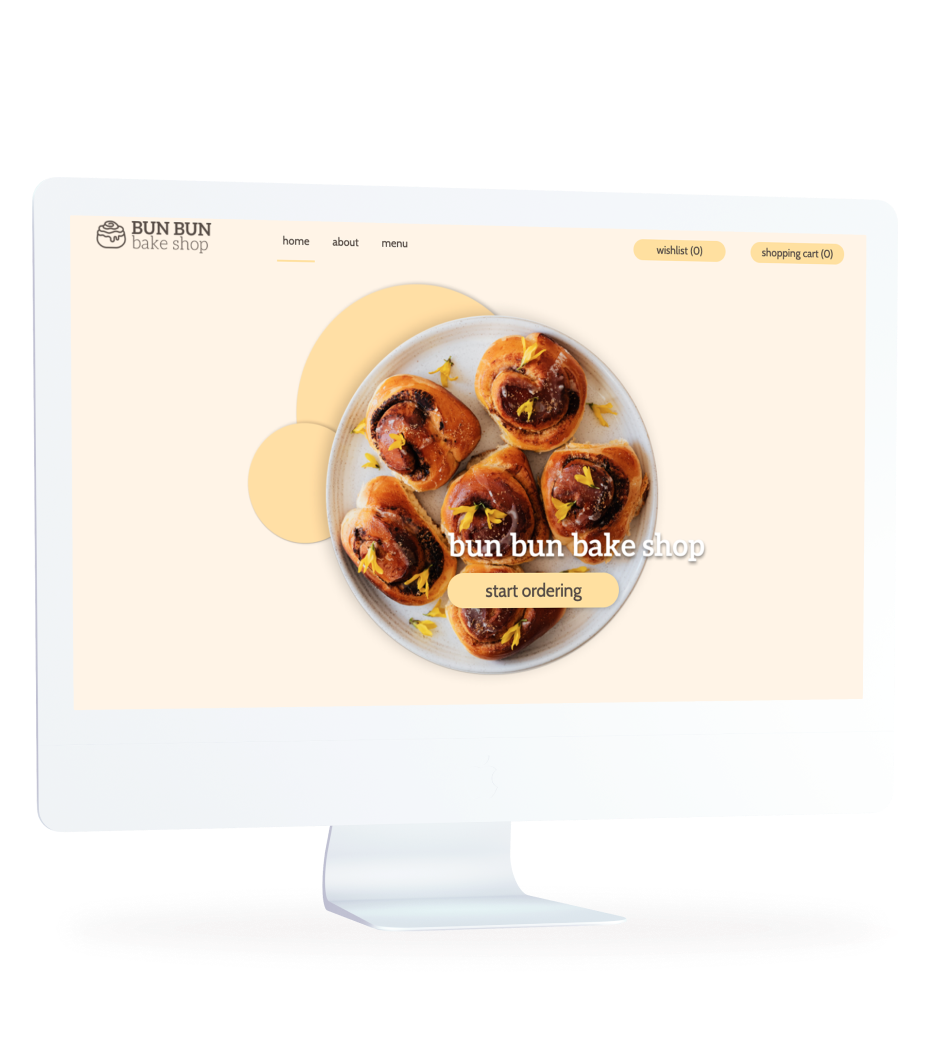 BUN BUN
bake shop
home
about
menu
wishlist (0)
shopping cart (0)
bun bun bake shop
start ordering